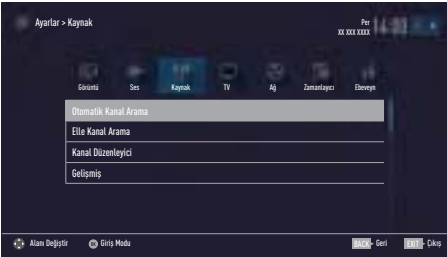 Ayarlar > Kaynak
Per
XX XXX XXXX
Görüntü Ses Kaynak TV Ağ Zamanlayıcı Ebeveyn
Otomatik Kanal Arama
Elle Kanal Arama
Kanal Düzenleyici
Gelişmiş
Alanı Değiştir OK Giriş Modu BACK - Geri EXIT - Çıkış